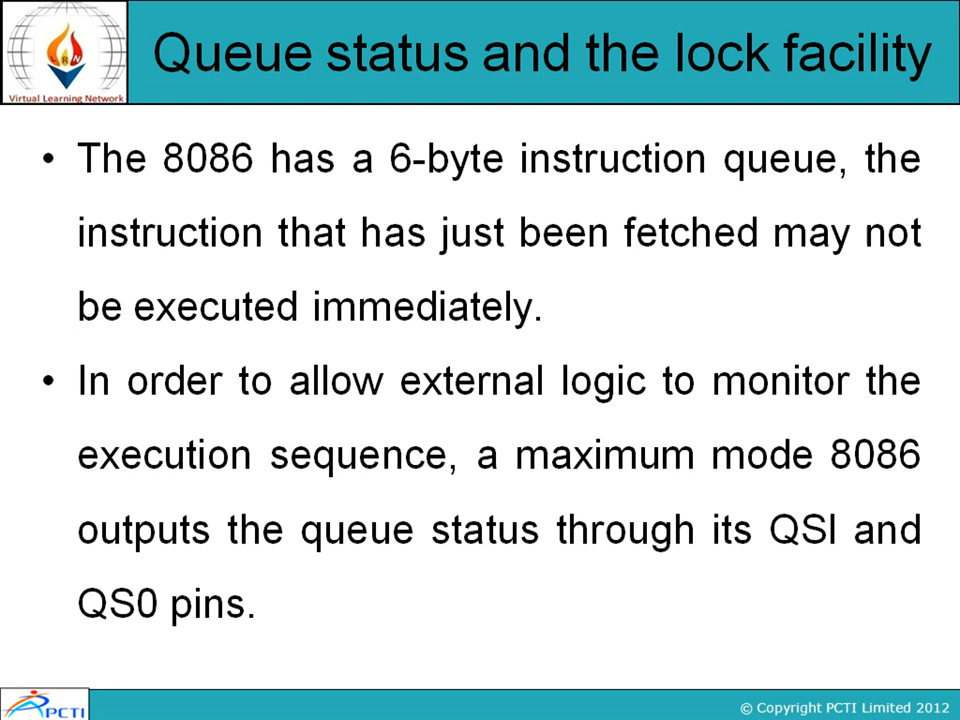 Queue status and the lock facility
RN
Virtual Learning Network
• The 8086 has a 6-byte instruction queue, the
instruction that has just been fetched may not
be executed immediately.
• In order to allow external logic to monitor the
execution sequence, a maximum mode 8086
outputs the queue status through its QSl and
QS0 pins.
PCTI
© Copyright PCTI Limited 2012